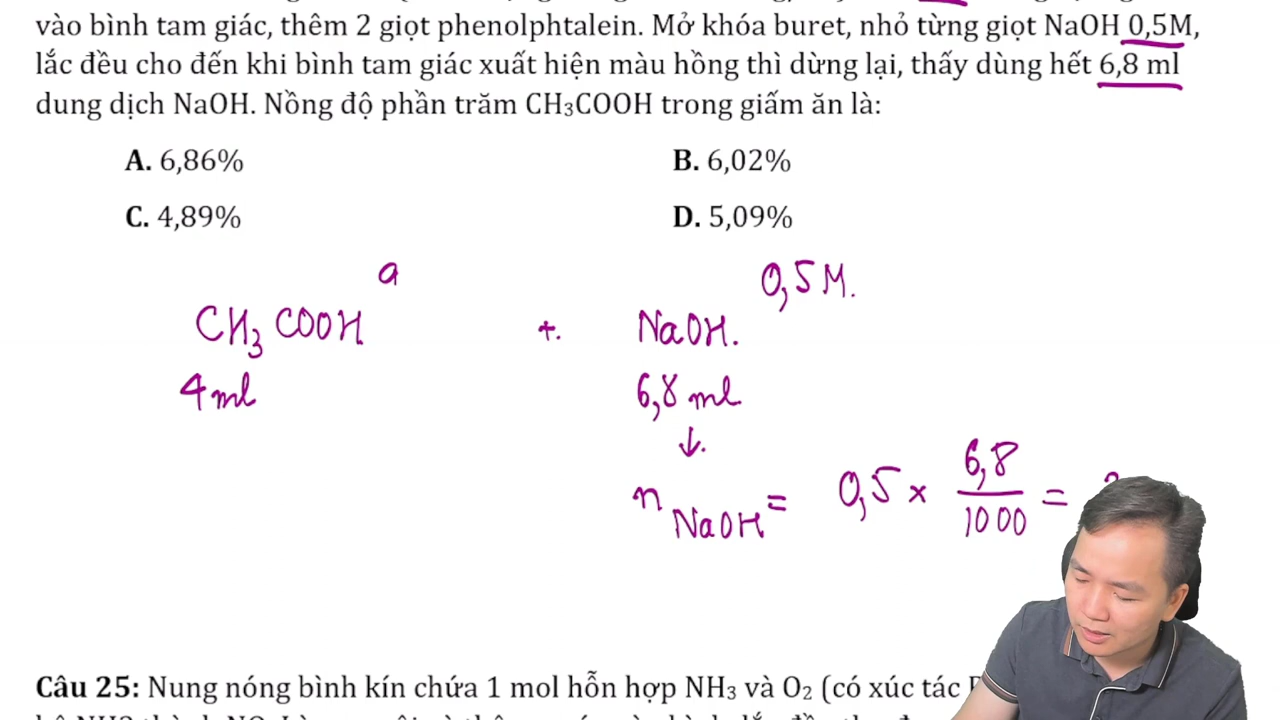 vào bình tam giác, thêm 2 giọt phenolphtalein. Mở khóa buret, nhỏ từng giọt NaOH 0,5M,
lắc đều cho đến khi bình tam giác xuất hiện màu hồng thì dừng lại, thấy dùng hết 6,8 ml
dung dịch NaOH. Nồng độ phần trăm CH₃COOH trong giấm ăn là:
A. 6,86% B. 6,02%
C. 4,89% D. 5,09%
a 0,5M.
CH₃COOH + NaOH.
4ml 6,8 ml
↓
n NaOH = 0,5 × 6,8/1000 =
Câu 25: Nung nóng bình kín chứa 1 mol hỗn hợp NH₃ và O₂ (có xúc tác